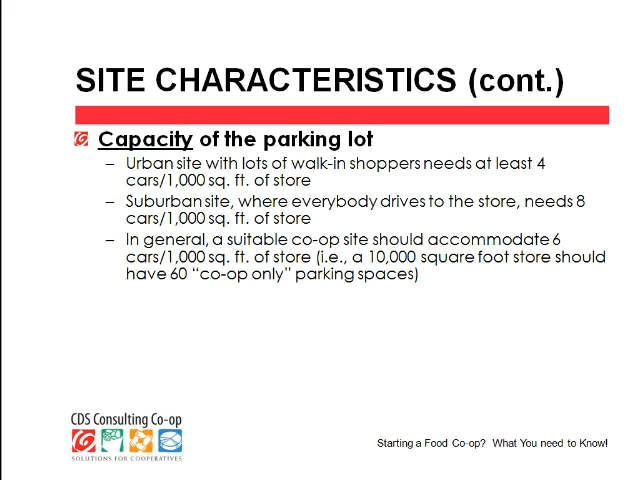 SITE CHARACTERISTICS (cont.)
Capacity of the parking lot
– Urban site with lots of walk-in shoppers needs at least 4
cars/1,000 sq. ft. of store
– Suburban site, where everybody drives to the store, needs 8
cars/1,000 sq. ft. of store
– In general, a suitable co-op site should accommodate 6
cars/1,000 sq. ft. of store (i.e., a 10,000 square foot store should
have 60 “co-op only” parking spaces)
CDS Consulting Co-op
SOLUTIONS FOR COOPERATIVES
Starting a Food Co-op? What You need to Know!